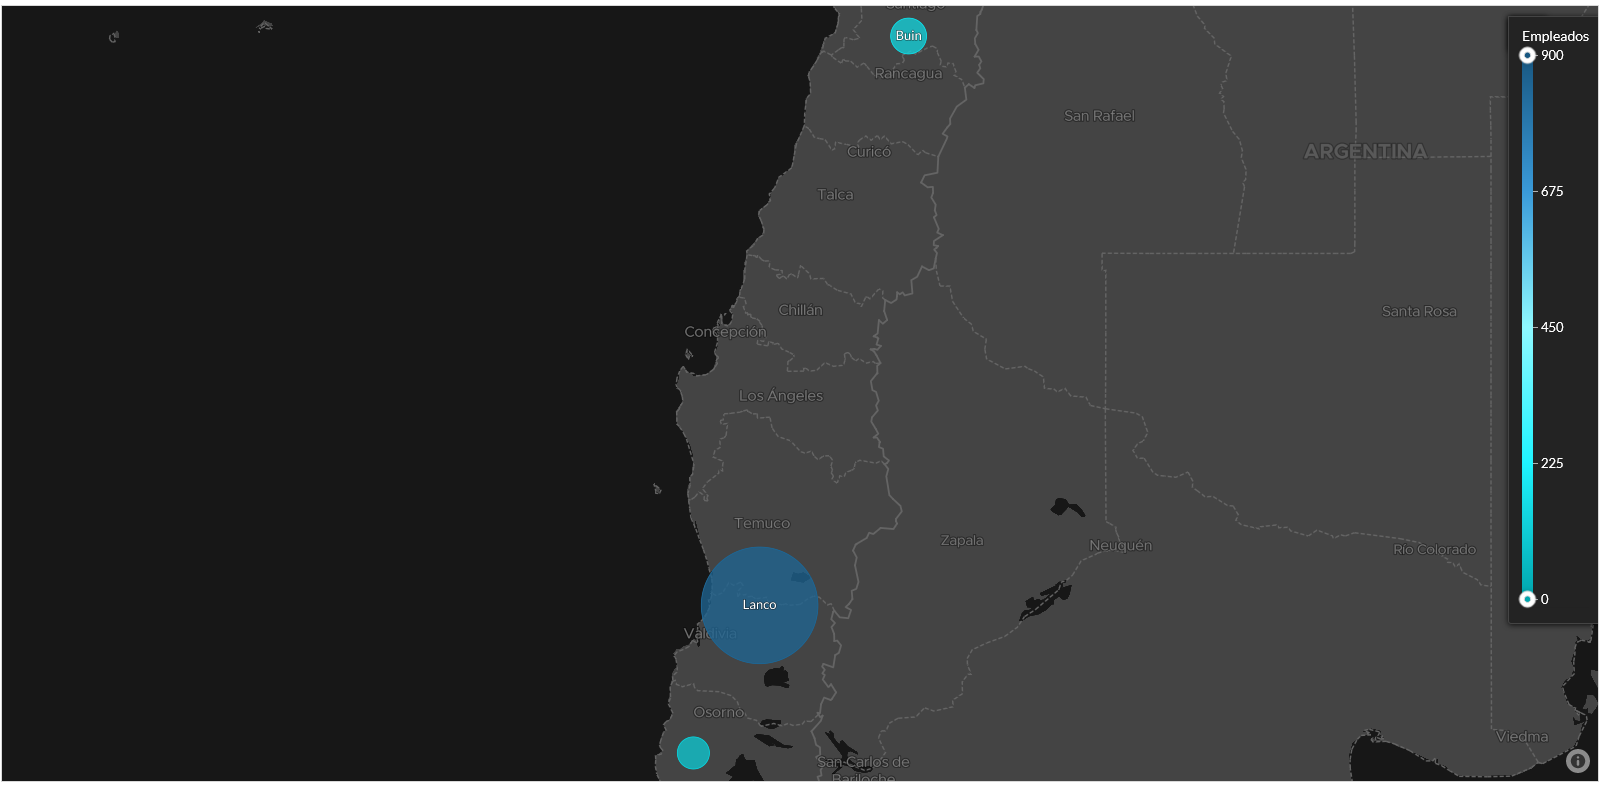 Santiago
Buin
Rancagua
San Rafael
ARGENTINA
Curicó
Talca
Chillán
Santa Rosa
Concepción
Los Ángeles
Temuco
Zapala
Neuquén
Río Colorado
Lanco
Valdivia
Osorno
San Carlos de
Bariloche
Viedma
Empleados
900
675
450
225
0